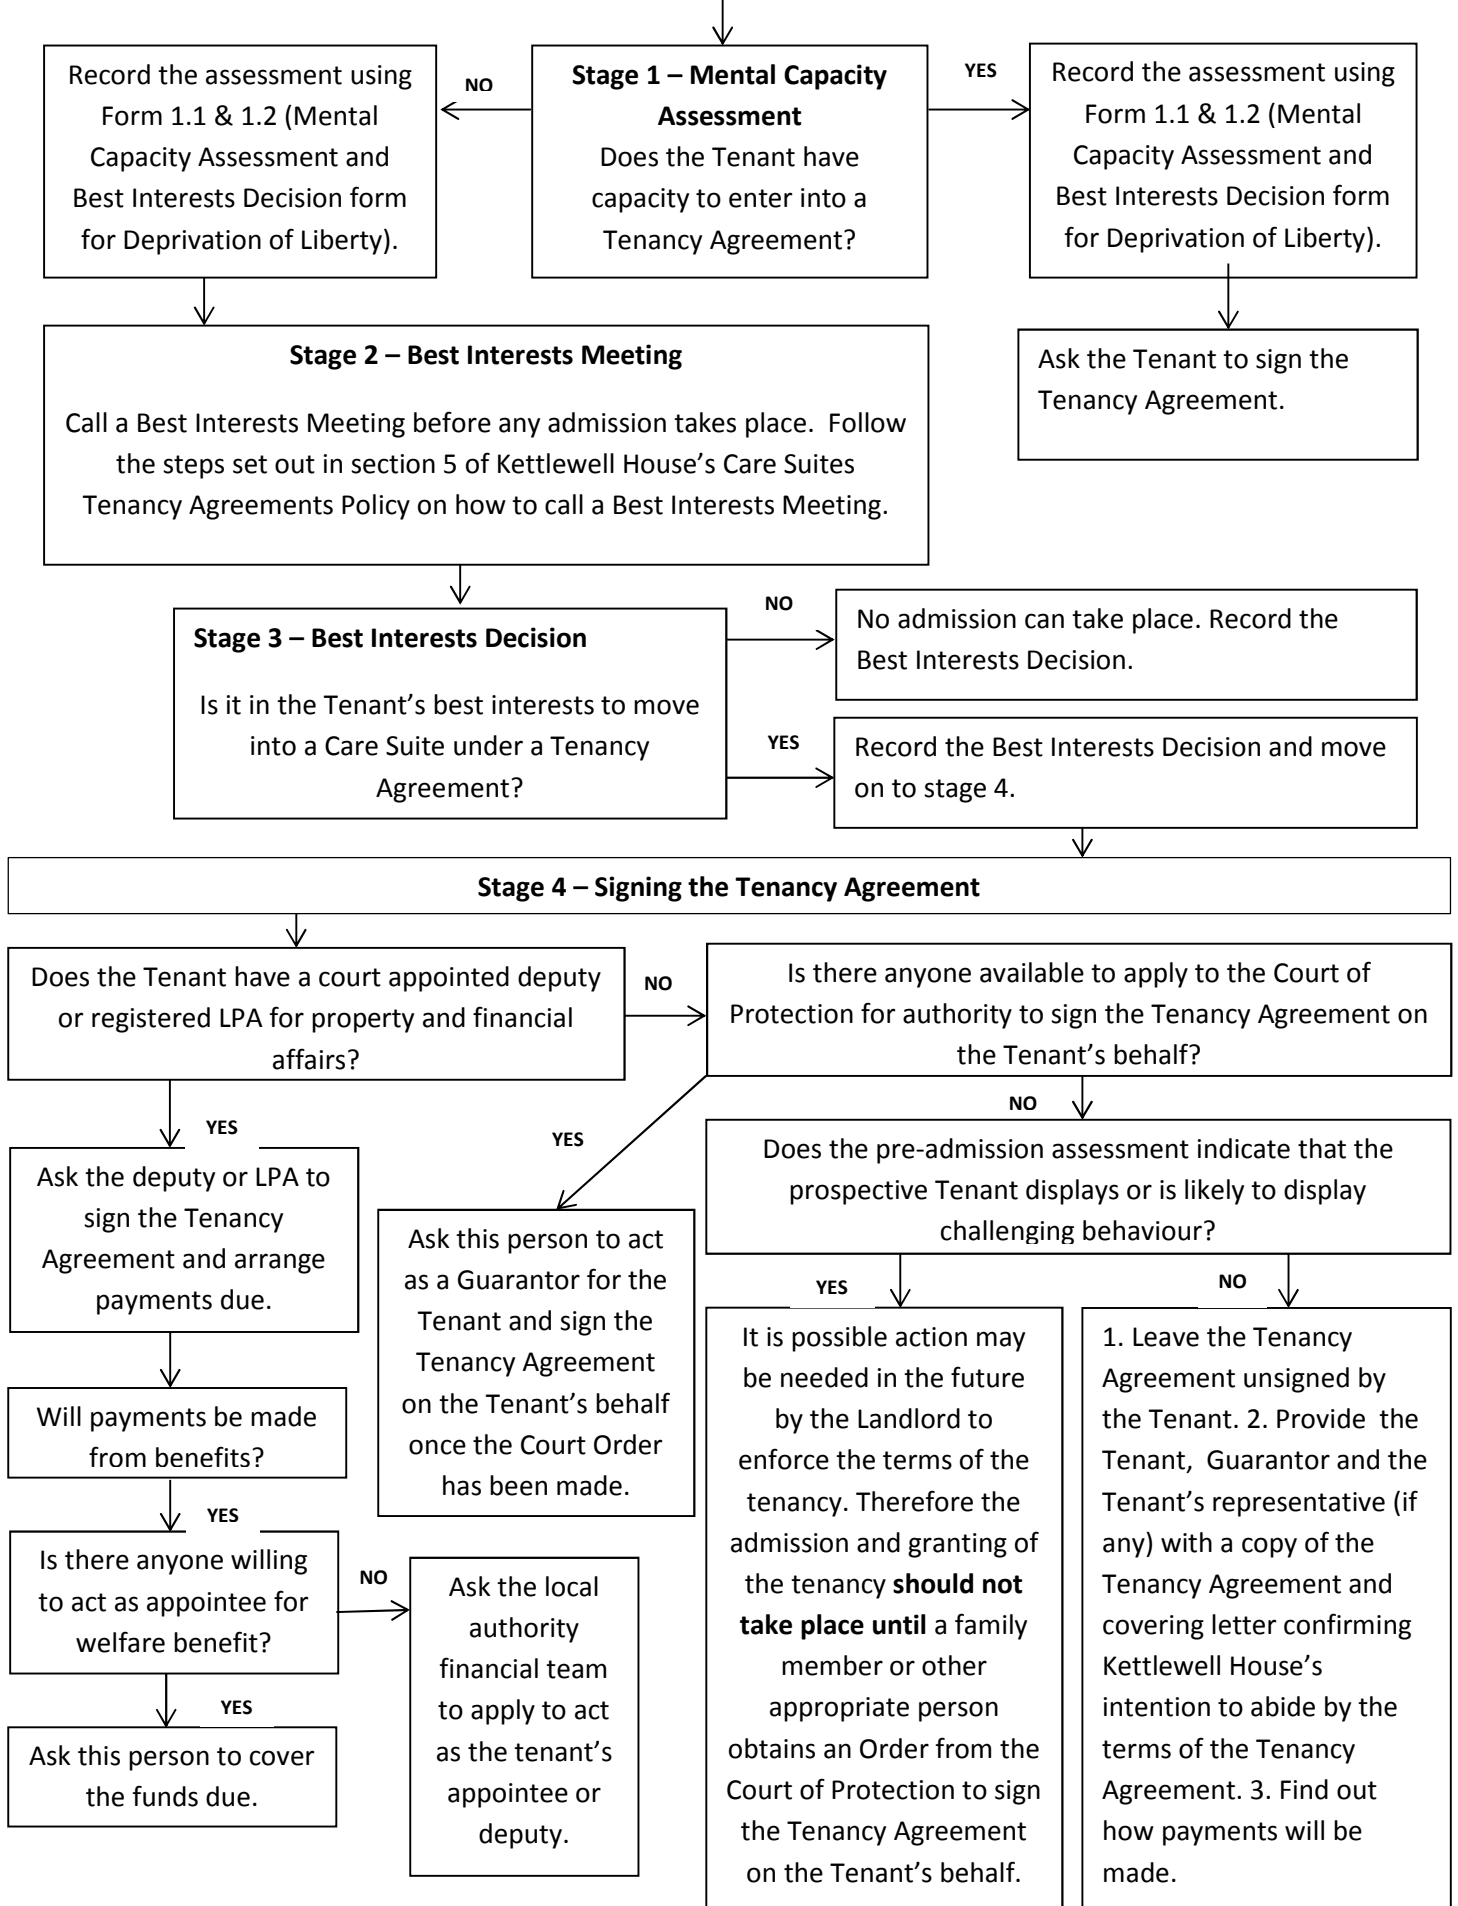 Record the assessment using
Form 1.1 & 1.2 (Mental
Capacity Assessment and
Best Interests Decision form
for Deprivation of Liberty).
NO
Stage 1 – Mental Capacity
Assessment
Does the Tenant have
capacity to enter into a
Tenancy Agreement?
YES
Record the assessment using
Form 1.1 & 1.2 (Mental
Capacity Assessment and
Best Interests Decision form
for Deprivation of Liberty).
Ask the Tenant to sign the
Tenancy Agreement.
Stage 2 – Best Interests Meeting
Call a Best Interests Meeting before any admission takes place.  Follow
the steps set out in section 5 of Kettlewell House’s Care Suites
Tenancy Agreements Policy on how to call a Best Interests Meeting.
Stage 3 – Best Interests Decision
Is it in the Tenant’s best interests to move
into a Care Suite under a Tenancy
Agreement?
NO
No admission can take place. Record the
Best Interests Decision.
YES
Record the Best Interests Decision and move
on to stage 4.
Stage 4 – Signing the Tenancy Agreement
Does the Tenant have a court appointed deputy
or registered LPA for property and financial
affairs?
NO
Is there anyone available to apply to the Court of
Protection for authority to sign the Tenancy Agreement on
the Tenant’s behalf?
YES
Ask the deputy or LPA to
sign the Tenancy
Agreement and arrange
payments due.
Will payments be made
from benefits?
YES
Is there anyone willing
to act as appointee for
welfare benefit?
NO
Ask the local
authority
financial team
to apply to act
as the tenant’s
appointee or
deputy.
YES
Ask this person to cover
the funds due.
YES
Ask this person to act
as a Guarantor for the
Tenant and sign the
Tenancy Agreement
on the Tenant’s behalf
once the Court Order
has been made.
NO
Does the pre-admission assessment indicate that the
prospective Tenant displays or is likely to display
challenging behaviour?
YES
It is possible action may
be needed in the future
by the Landlord to
enforce the terms of the
tenancy. Therefore the
admission and granting of
the tenancy should not
take place until a family
member or other
appropriate person
obtains an Order from the
Court of Protection to sign
the Tenancy Agreement
on the Tenant’s behalf.
NO
1. Leave the Tenancy
Agreement unsigned by
the Tenant. 2. Provide  the
Tenant,  Guarantor and the
Tenant’s representative (if
any) with a copy of the
Tenancy Agreement and
covering letter confirming
Kettlewell House’s
intention to abide by the
terms of the Tenancy
Agreement. 3. Find out
how payments will be
made.